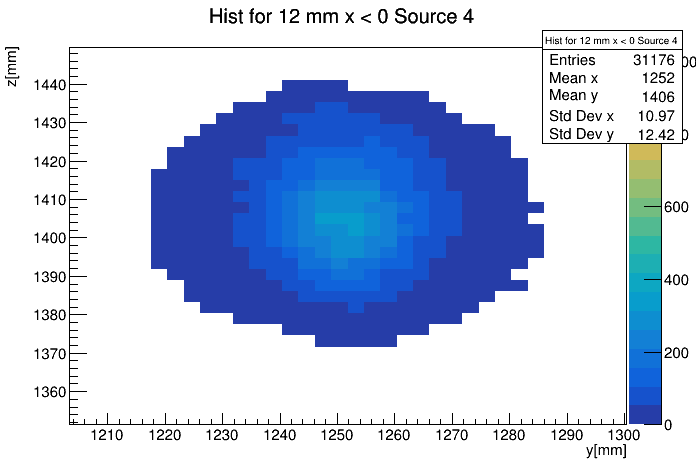 Hist for 12 mm x < 0 Source 4
z[mm]
Hist for 12 mm x < 0 Source 4
Entries 31176
Mean x 1252
Mean y 1406
Std Dev x 10.97
Std Dev y 12.42
1440
1430
1420
1410
1400
1390
1380
1370
1360
600
400
200
0
1210 1220 1230 1240 1250 1260 1270 1280 1290 1300
y[mm]